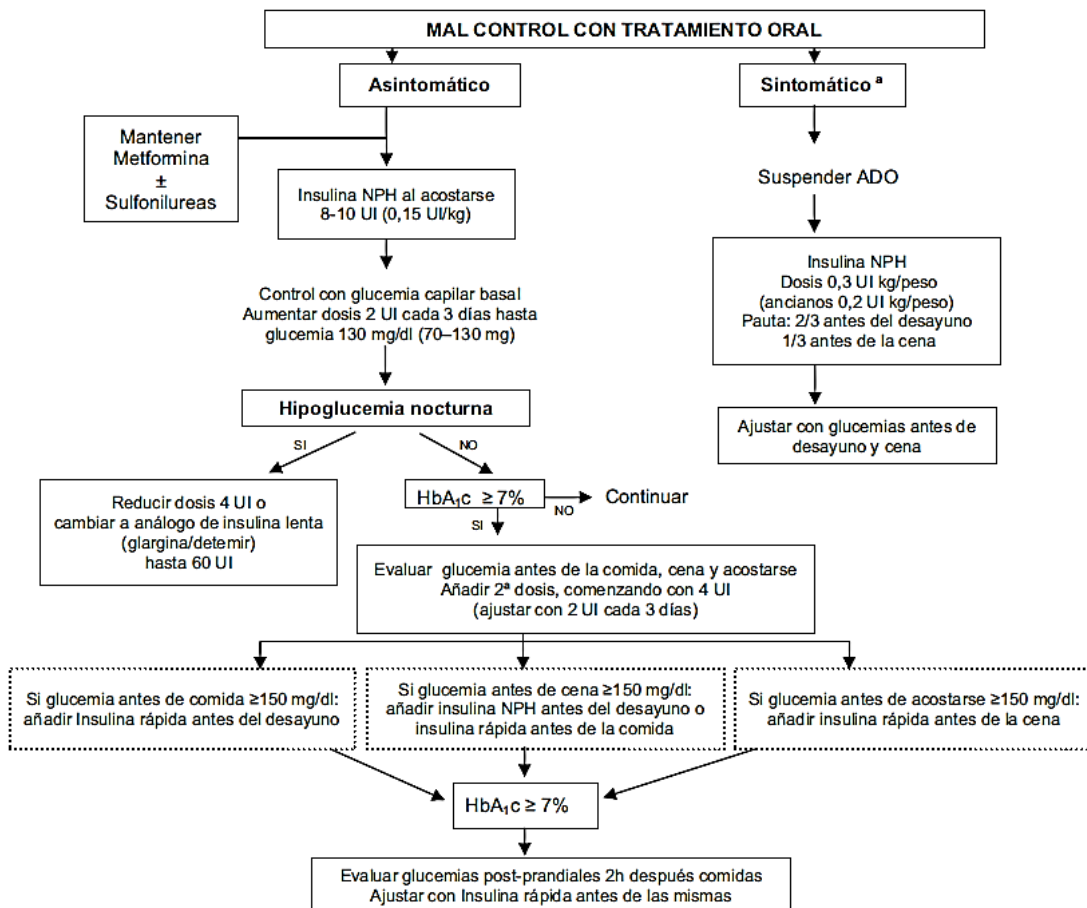 MAL CONTROL CON TRATAMIENTO ORAL
Asintomático
Sintomático a
Mantener
Metformina
±
Sulfonilureas
Insulina NPH al acostarse
8-10 UI (0,15 UI/kg)
Suspender ADO
Control con glucemia capilar basal
Aumentar dosis 2 UI cada 3 días hasta
glucemia 130 mg/dl (70–130 mg)
Insulina NPH
Dosis 0,3 UI kg/peso
(ancianos 0,2 UI kg/peso)
Pauta: 2/3 antes del desayuno
1/3 antes de la cena
Hipoglucemia nocturna
Ajustar con glucemias antes de
desayuno y cena
SI
NO
Reducir dosis 4 UI o
cambiar a análogo de insulina lenta
(glargina/detemir)
hasta 60 UI
HbA1c ≥ 7%
NO
Continuar
SI
Evaluar glucemia antes de la comida, cena y acostarse
Añadir 2ª dosis, comenzando con 4 UI
(ajustar con 2 UI cada 3 días)
Si glucemia antes de comida ≥150 mg/dl:
añadir Insulina rápida antes del desayuno
Si glucemia antes de cena ≥150 mg/dl:
añadir insulina NPH antes del desayuno o
insulina rápida antes de la comida
Si glucemia antes de acostarse ≥150 mg/dl:
añadir insulina rápida antes de la cena
HbA1c ≥ 7%
Evaluar glucemias post-prandiales 2h después comidas
Ajustar con Insulina rápida antes de las mismas